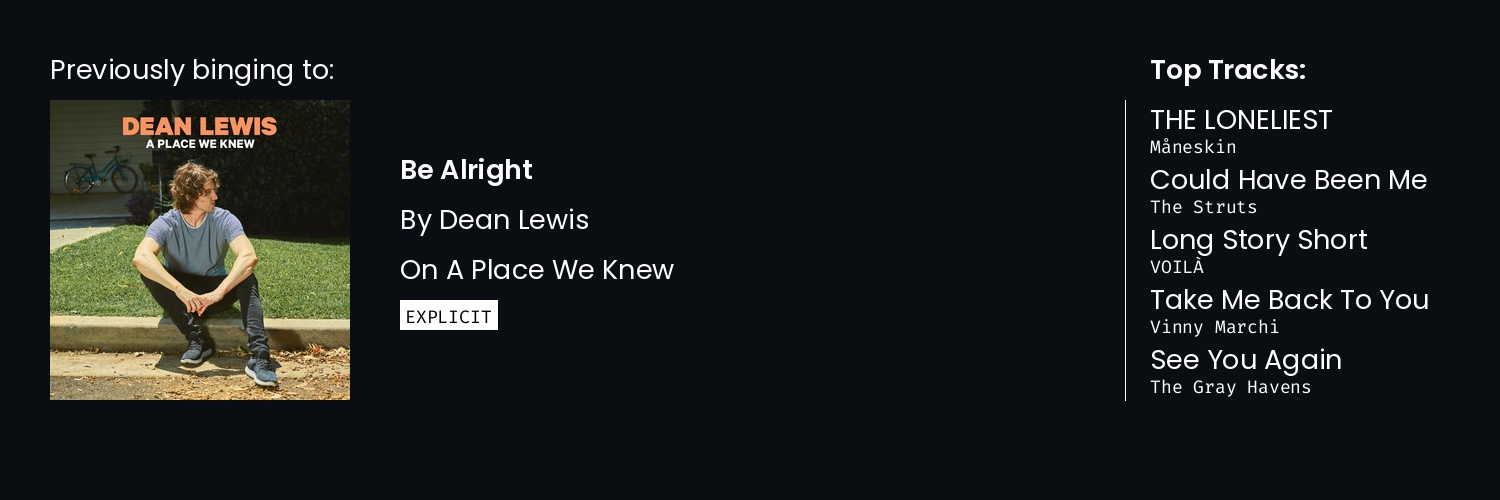 Previously binging to:
DEAN LEWIS
A PLACE WE KNEW
Be Alright
By Dean Lewis
On A Place We Knew
EXPLICIT
Top Tracks:
THE LONELIEST
Måneskin
Could Have Been Me
The Struts
Long Story Short
VOILÀ
Take Me Back To You
Vinny Marchi
See You Again
The Gray Havens